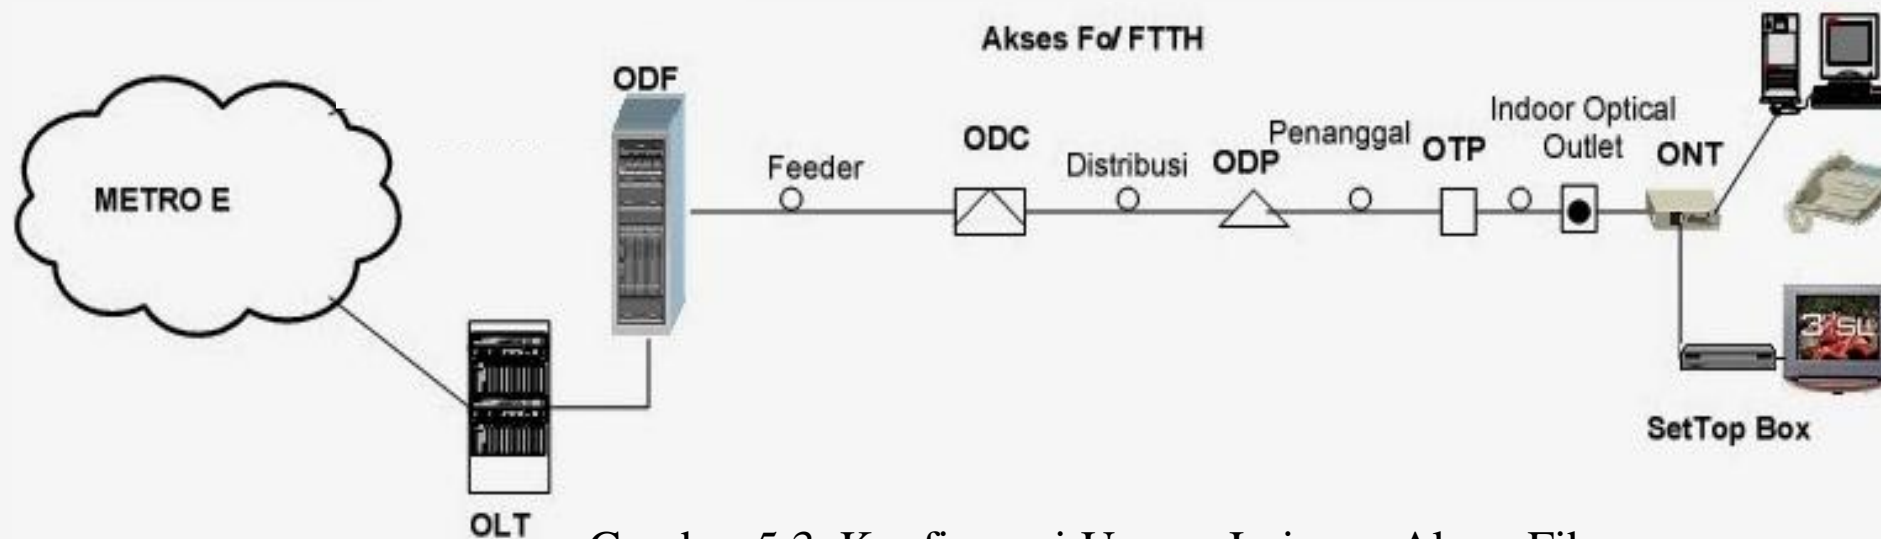 Akses Fo/ FTTH
ODF
METRO E
Feeder
ODC
Distribusi
ODP
Penanggal
OTP
Indoor Optical
Outlet
ONT
SetTop Box
OLT